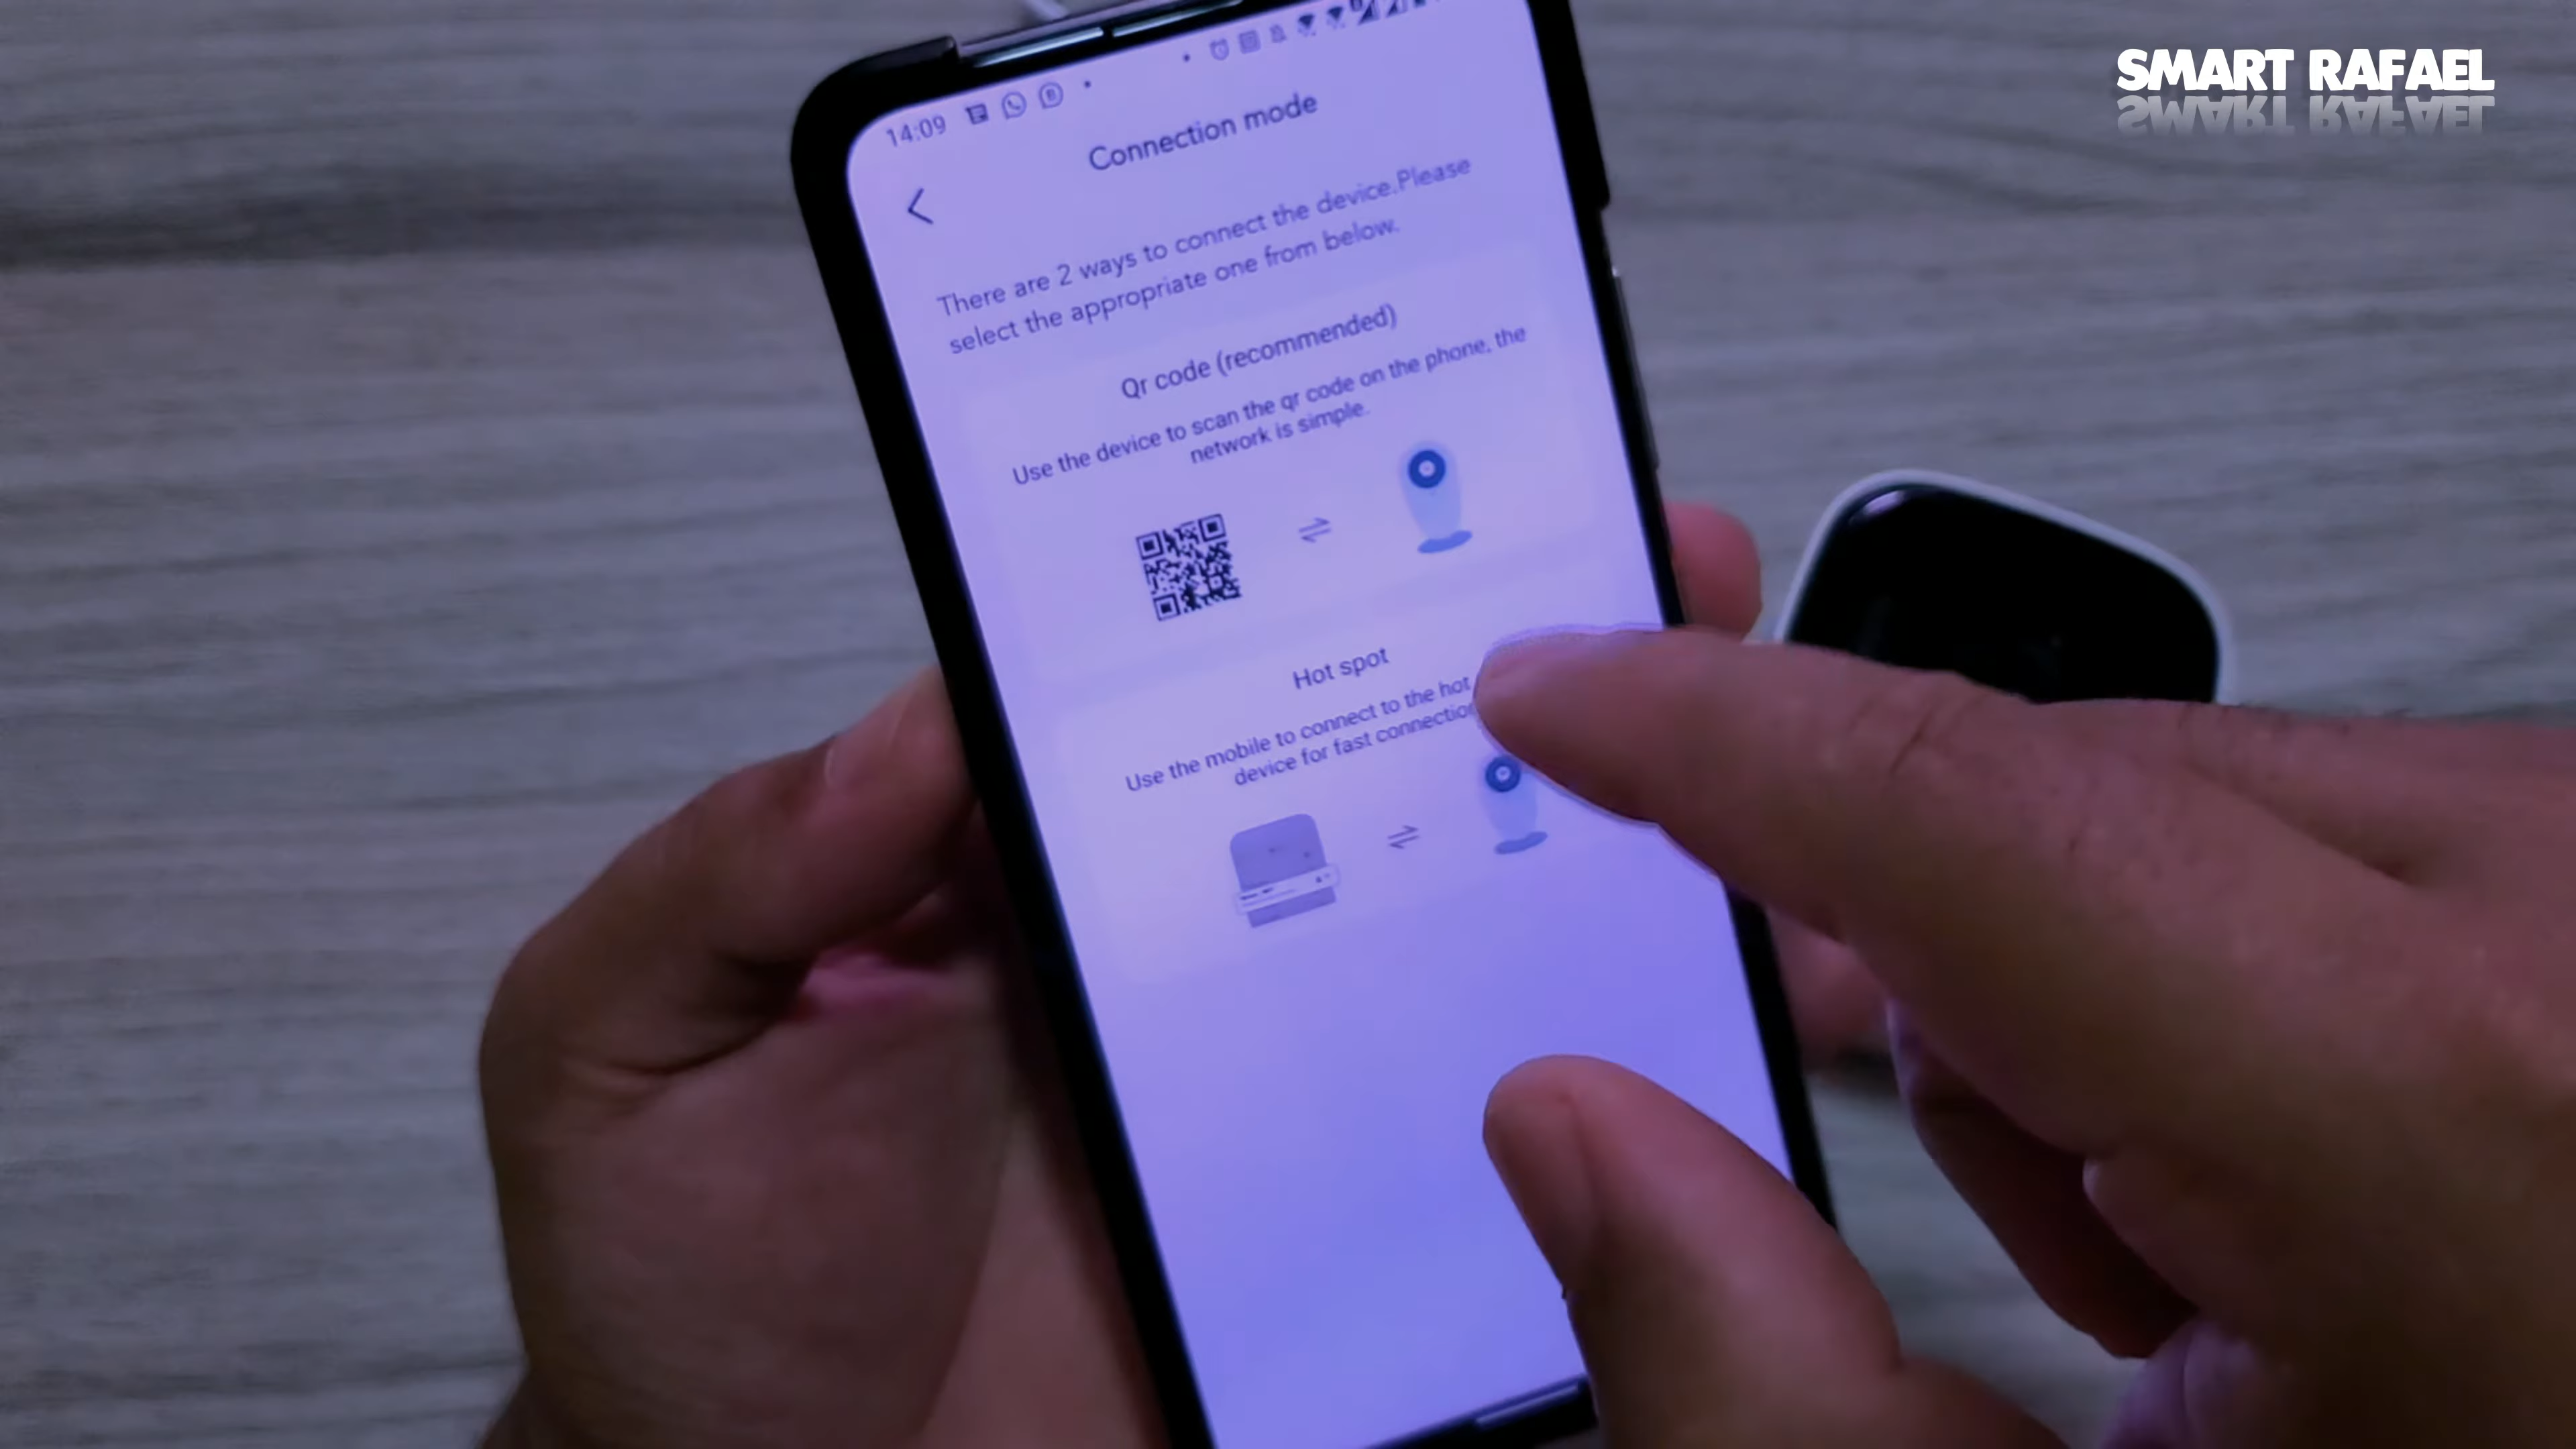 SMART RAFAEL
14:09
Connection mode
There are 2 ways to connect the device.Please
select the appropriate one from below.
Qr code (recommended)
Use the device to scan the qr code on the phone, the
network is simple.
Hot spot
Use the mobile to connect to the hot
device for fast connection